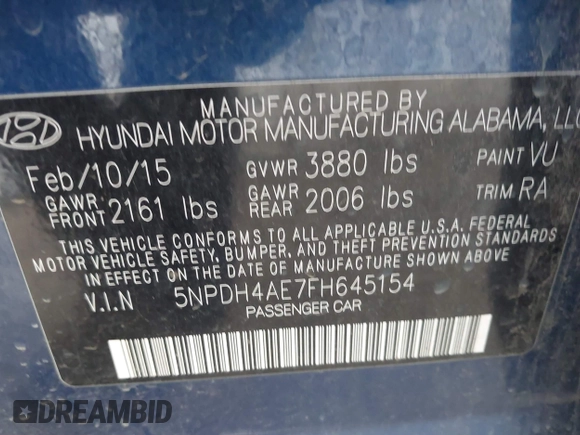 MANUFACTURED BY
HYUNDAI MOTOR MANUFACTURING ALABAMA, LLC
Feb/10/15 GVWR 3880 lbs PAINT VU
GAWR FRONT 2161 lbs GAWR REAR 2006 lbs TRIM RA
THIS VEHICLE CONFORMS TO ALL APPLICABLE U.S.A. FEDERAL
MOTOR VEHICLE SAFETY, BUMPER, AND THEFT PREVENTION STANDARDS
IN EFFECT ON THE DATE OF MANUFACTURE SHOWN ABOVE.
V.I.N 5NPDH4AE7FH645154
PASSENGER CAR
DREAMBID